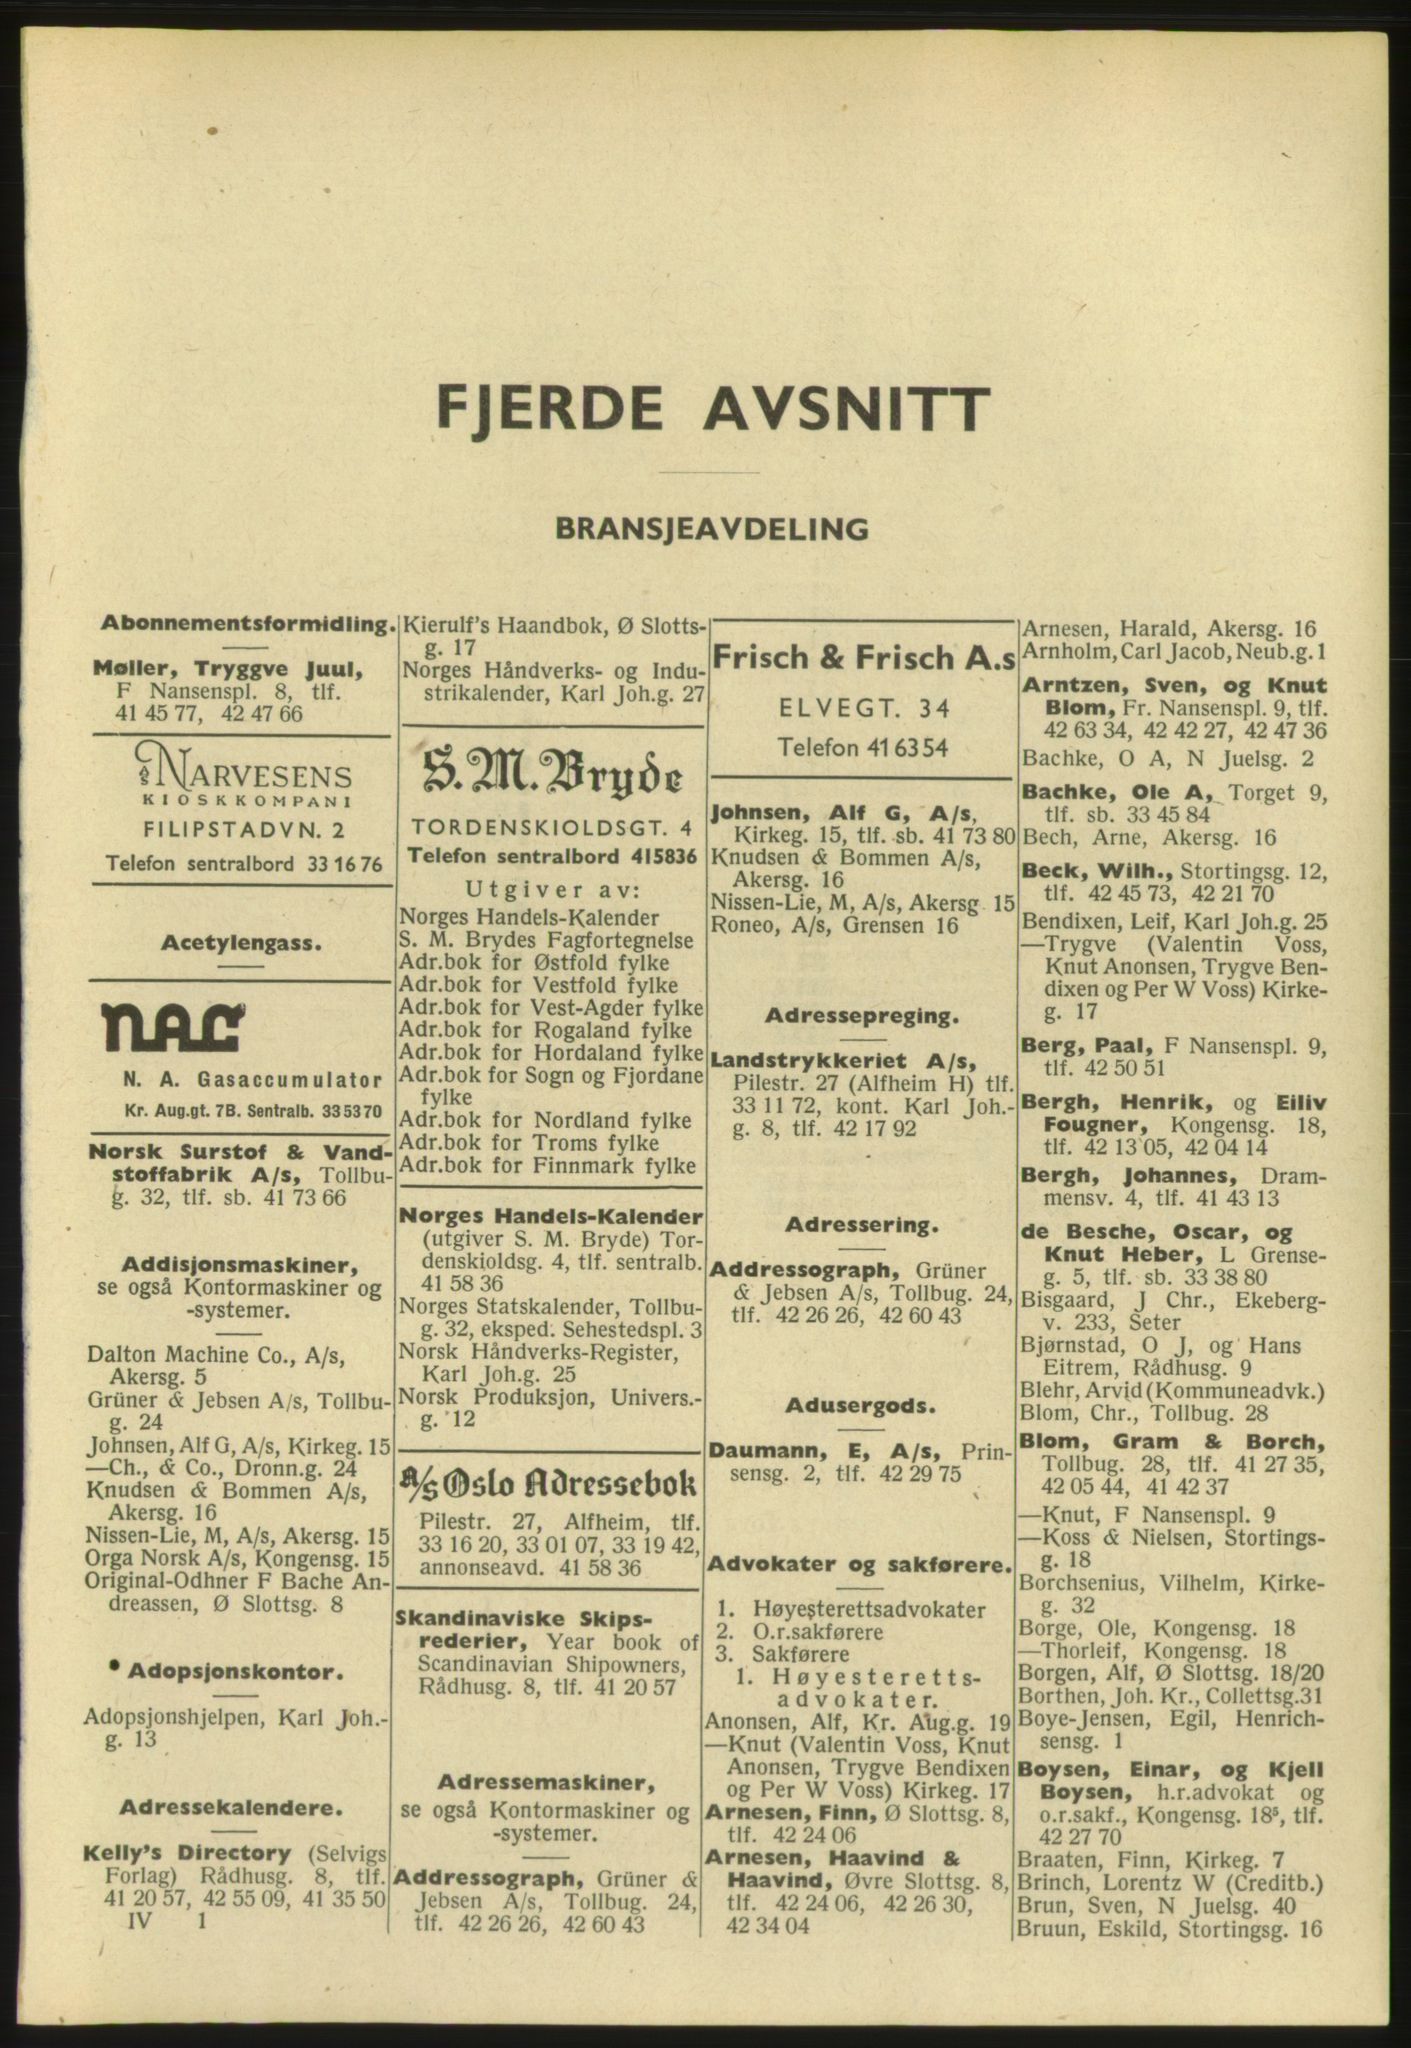 FJERDE AVSNITT
BRANSJEAVDELING
Abonnementsformidling.
Møller, Tryggve Juul,
F Nansenspl. 8, tlf.
41 45 77, 42 47 66
A/S NARVESENS
KIOSKKOMPANI
FILIPSTADVN. 2
Telefon sentralbord 33 16 76
Acetylengass.
NAG
N. A. Gasaccumulator
Kr. Aug.gt. 7B. Sentralb. 335370
Norsk Surstof & Vand-
stoffabrik A/s, Tollbu-
g. 32, tlf. sb. 41 73 66
Addisjonsmaskiner,
se også Kontormaskiner og
-systemer.
Dalton Machine Co., A/s,
Akersg. 5
Grüner & Jebsen A/s, Tollbu-
g. 24
Johnsen, Alf G, A/s, Kirkeg. 15
—Ch., & Co., Dronn.g. 24
Knudsen & Bommen A/s,
Akersg. 16
Nissen-Lie, M, A/s, Akersg. 15
Orga Norsk A/s, Kongensg. 15
Original-Odhner F Bache An-
dreassen, Ø Slottsg. 8
Adopsjonskontor.
Adopsjonshjelpen, Karl Joh.-
g. 13
Adressekalendere.
Kelly's Directory (Selvigs
Forlag) Rådhusg. 8, tlf.
41 20 57, 42 55 09, 41 35 50
IV 1
Kierulf's Haandbok, Ø Slotts-
g. 17
Norges Håndverks- og Indu-
strikalender, Karl Joh.g. 27
S. M. Bryde
TORDENSKIOLDSGT. 4
Telefon sentralbord 415836
Utgiver av:
Norges Handels-Kalender
S. M. Brydes Fagfortegnelse
Adr.bok for Østfold fylke
Adr.bok for Vestfold fylke
Adr.bok for Vest-Agder fylke
Adr.bok for Rogaland fylke
Adr.bok for Hordaland fylke
Adr.bok for Sogn og Fjordane
fylke
Adr.bok for Nordland fylke
Adr.bok for Troms fylke
Adr.bok for Finnmark fylke
Norges Handels-Kalender
(utgiver S. M. Bryde) Tor-
denskioldsg. 4, tlf. sentralb.
41 58 36
Norges Statskalender, Tollbu-
g. 32, eksped. Sehestedspl. 3
Norsk Håndverks-Register,
Karl Joh.g. 25
Norsk Produksjon, Univers.-
g. 12
A/S Oslo Adressebok
Pilestr. 27, Alfheim, tlf.
33 16 20, 33 01 07, 33 19 42,
annonseavd. 41 58 36
Skandinaviske Skips-
rederier, Year book of
Scandinavian Shipowners,
Rådhusg. 8, tlf. 41 20 57
Adressemaskiner,
se også Kontormaskiner og
-systemer.
Addressograph, Grüner &
Jebsen A/s, Tollbug. 24,
tlf. 42 26 26, 42 60 43
Frisch & Frisch A.s
ELVEGT. 34
Telefon 41 63 54
Johnsen, Alf G, A/s,
Kirkeg. 15, tlf. sb. 41 73 80
Knudsen & Bommen A/s,
Akersg. 16
Nissen-Lie, M, A/s, Akersg 15
Roneo, A/s, Grensen 16
Adressepreging.
Landstrykkeriet A/s,
Pilestr. 27 (Alfheim H) tlf.
33 11 72, kont. Karl Joh.-
g. 8, tlf. 42 17 92
Adressering.
Addressograph, Grüner
& Jebsen A/s, Tollbug. 24,
tlf. 42 26 26, 42 60 43
Adusergods.
Daumann, E, A/s, Prin-
sensg. 2, tlf. 42 29 75
Advokater og sakførere.
1. Høyesterettsadvokater
2. O.r.sakførere
3. Sakførere
1. Høyesteretts-
advokater.
Anonsen, Alf, Kr. Aug.g. 19
—Knut (Valentin Voss, Knut
Anonsen, Trygve Bendixen
og Per W Voss) Kirkeg. 17
Arnesen, Finn, Ø Slottsg. 8,
tlf. 42 24 06
Arnesen, Haavind &
Haavind, Øvre Slottsg. 8,
tlf. 42 24 06, 42 26 30,
42 34 04
Arnesen, Harald, Akersg. 16
Arnholm, Carl Jacob, Neub.g. 1
Arntzen, Sven, og Knut
Blom, Fr. Nansenspl. 9, tlf.
42 63 34, 42 42 27, 42 47 36
Bachke, O A, N Juelsg. 2
Bachke, Ole A, Torget 9,
tlf. sb. 33 45 84
Bech, Arne, Akersg. 16
Beck, Wilh., Stortingsg. 12,
tlf. 42 45 73, 42 21 70
Bendixen, Leif, Karl Joh.g. 25
—Trygve (Valentin Voss,
Knut Anonsen, Trygve Ben-
dixen og Per W Voss) Kirke-
g. 17
Berg, Paal, F Nansenspl. 9,
tlf. 42 50 51
Bergh, Henrik, og Eiliv
Fougner, Kongensg. 18,
tlf. 42 13 05, 42 04 14
Bergh, Johannes, Dram-
mensv. 4, tlf. 41 43 13
de Besche, Oscar, og
Knut Heber, L Grense-
g. 5, tlf. sb. 33 38 80
Bisgaard, J Chr., Ekeberg-
v. 233, Seter
Bjørnstad, O J, og Hans
Eitrem, Rådhusg. 9
Blehr, Arvid (Kommuneadvk.)
Blom, Chr., Tollbug. 28
Blom, Gram & Borch,
Tollbug. 28, tlf. 41 27 35,
42 05 44, 41 42 37
—Knut, F Nansenspl. 9
—Koss & Nielsen, Stortings-
g. 18
Borchsenius, Vilhelm, Kirke-
g. 32
Borge, Ole, Kongensg. 18
—Thorleif, Kongensg. 18
Borgen, Alf, Ø Slottsg. 18/20
Borthen, Joh. Kr., Collettsg.31
Boye-Jensen, Egil, Henrich-
sensg. 1
Boysen, Einar, og Kjell
Boysen, h.r.advokat og
o.r.sakf., Kongensg. 18⁵, tlf.
42 27 70
Braaten, Finn, Kirkeg. 7
Brinch, Lorentz W (Creditb.)
Brun, Sven, N Juelsg. 40
Bruun, Eskild, Stortingsg. 16